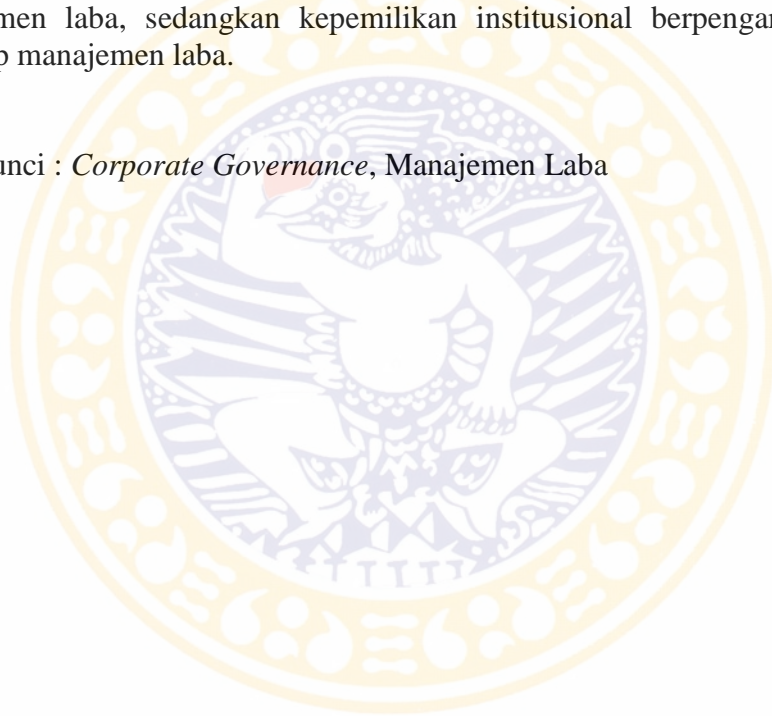 men laba, sedangkan kepemilikan institusional berpengar
p manajemen laba.
unci : Corporate Governance, Manajemen Laba